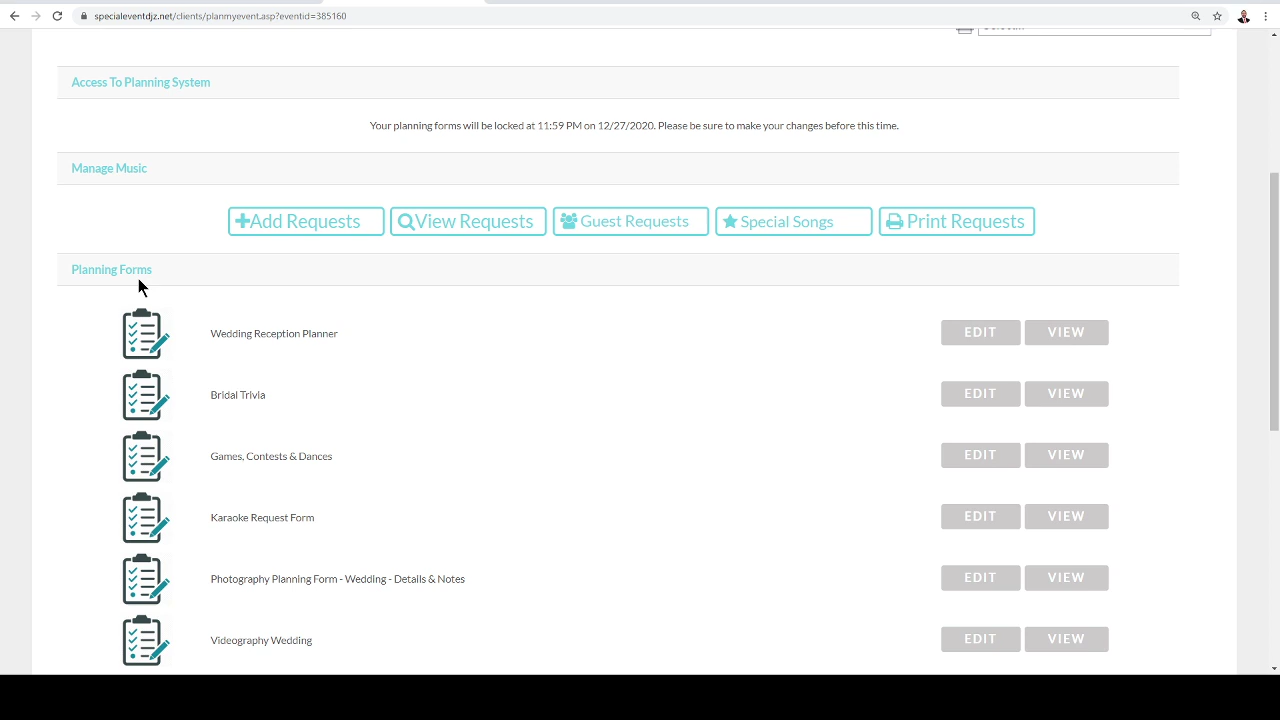 specialeventdjz.net/clients/planmyevent.asp?eventid=385160
Access To Planning System
Your planning forms will be locked at 11:59 PM on 12/27/2020. Please be sure to make your changes before this time.
Manage Music
Add Requests View Requests Guest Requests Special Songs Print Requests
Planning Forms
Wedding Reception Planner EDIT VIEW
Bridal Trivia EDIT VIEW
Games, Contests & Dances EDIT VIEW
Karaoke Request Form EDIT VIEW
Photography Planning Form - Wedding - Details & Notes EDIT VIEW
Videography Wedding EDIT VIEW